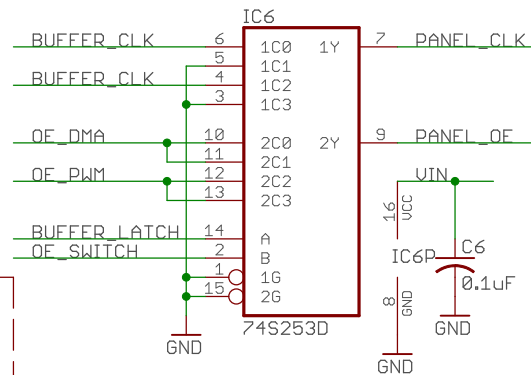 IC6
BUFFER_CLK 6 1C0 1Y 7 PANEL_CLK
5 1C1
BUFFER_CLK 4 1C2
3 1C3
OE_DMA 10 2C0 2Y 9 PANEL_OE
11 2C1
OE_PWM 12 2C2 VIN
13 2C3
16 VCC
BUFFER_LATCH 14 A
OE_SWITCH 2 B IC6P C6
1 1G
15 2G 0.1uF
8 GND
74S253D GND
GND
GND